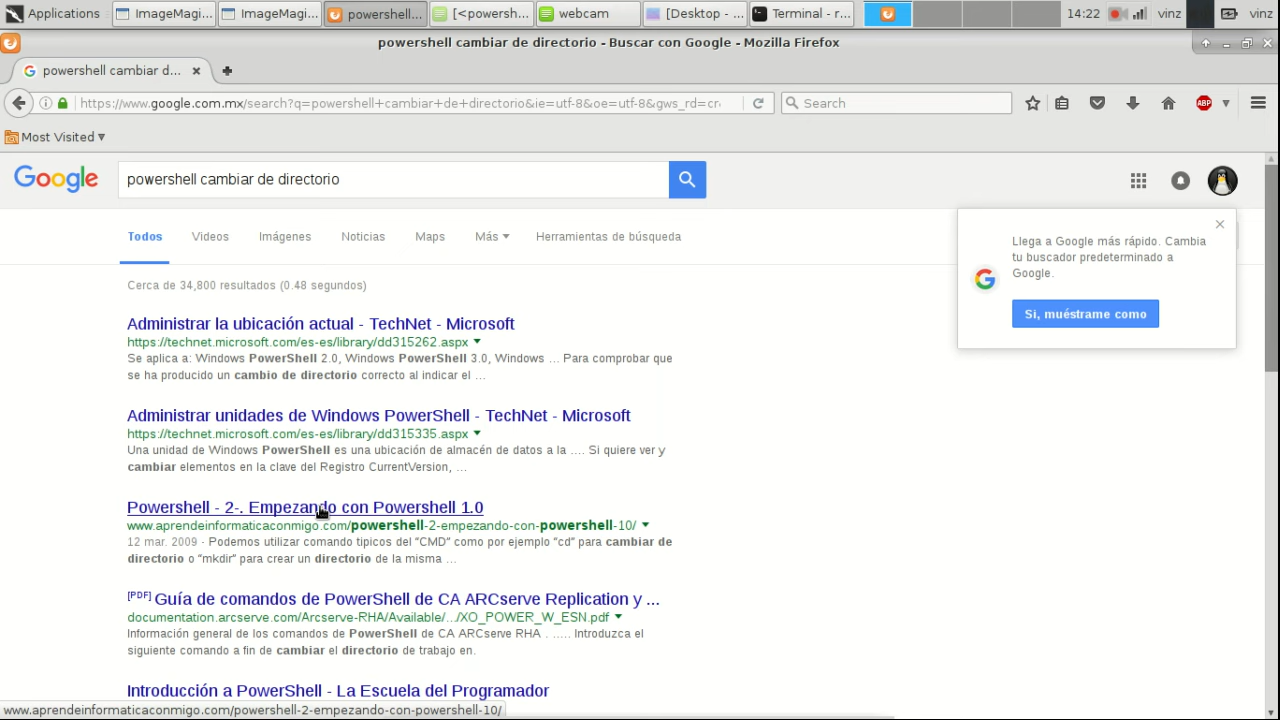 Applications
ImageMagi...
ImageMagi...
powershell...
[<powersh...
webcam
[Desktop - ...
Terminal - r...
14:22
vinz
vinz
powershell cambiar de directorio - Buscar con Google - Mozilla Firefox
powershell cambiar d...
https://www.google.com.mx/search?q=powershell+cambiar+de+directorio&ie=utf-8&oe=utf-8&gws_rd=cr
Search
ABP
Most Visited
Google
powershell cambiar de directorio
Todos
Videos
Imágenes
Noticias
Maps
Más
Herramientas de búsqueda
Llega a Google más rápido. Cambia
tu buscador predeterminado a
Google.
Si, muéstrame como
Cerca de 34,800 resultados (0.48 segundos)
Administrar la ubicación actual - TechNet - Microsoft
https://technet.microsoft.com/es-es/library/dd315262.aspx
Se aplica a: Windows PowerShell 2.0, Windows PowerShell 3.0, Windows ... Para comprobar que
se ha producido un cambio de directorio correcto al indicar el ...
Administrar unidades de Windows PowerShell - TechNet - Microsoft
https://technet.microsoft.com/es-es/library/dd315335.aspx
Una unidad de Windows PowerShell es una ubicación de almacén de datos a la .... Si quiere ver y
cambiar elementos en la clave del Registro CurrentVersion, ...
Powershell - 2-. Empezando con Powershell 1.0
www.aprendeinformaticaconmigo.com/powershell-2-empezando-con-powershell-10/
12 mar. 2009 - Podemos utilizar comando tipicos del "CMD" como por ejemplo "cd" para cambiar de
directorio o "mkdir" para crear un directorio de la misma ...
[PDF] Guía de comandos de PowerShell de CA ARCserve Replication y ...
documentation.arcserve.com/Arcserve-RHA/Available/.../XO_POWER_W_ESN.pdf
Información general de los comandos de PowerShell de CA ARCserve RHA . ..... Introduzca el
siguiente comando a fin de cambiar el directorio de trabajo en.
Introducción a PowerShell - La Escuela del Programador
www.aprendeinformaticaconmigo.com/powershell-2-empezando-con-powershell-10/